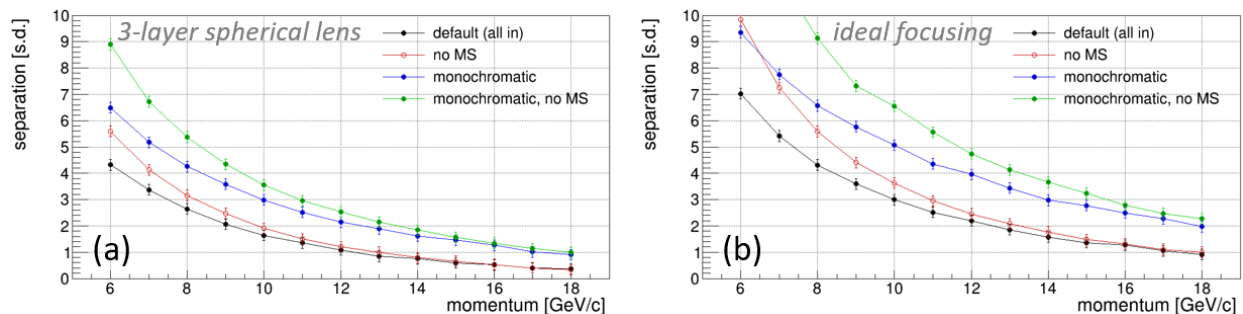 3-layer spherical lens
default (all in)
no MS
monochromatic
monochromatic, no MS
separation [s.d.]
10
9
8
7
6
5
4
3
2
1
0
(a)
6 8 10 12 14 16 18
momentum [GeV/c]
ideal focusing
default (all in)
no MS
monochromatic
monochromatic, no MS
separation [s.d.]
10
9
8
7
6
5
4
3
2
1
0
(b)
6 8 10 12 14 16 18
momentum [GeV/c]